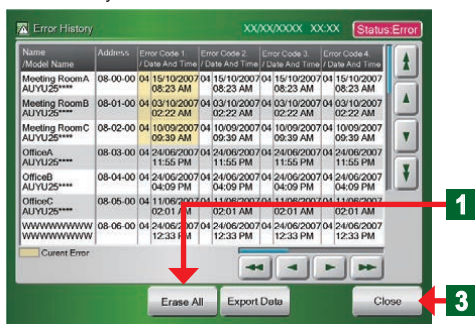 Error History XX/XX/XXXX XX:XX Status:Error
Name /Model Name Address Error Code 1. / Date And Time Error Code 2. / Date And Time Error Code 3. / Date And Time Error Code 4. / Date And Time
Meeting RoomA 08-00-00 04 15/10/2007 04 15/10/2007 04 15/10/2007 04 15/10/2007
AUYU25**** 08:23 AM 08:23 AM 08:23 AM 08:23 AM
Meeting RoomB 08-01-00 04 03/10/2007 04 03/10/2007 04 03/10/2007 04 03/10/2007
AUYU25**** 02:22 AM 02:22 AM 02:22 AM 02:22 AM
Meeting RoomC 08-02-00 04 10/09/2007 04 10/09/2007 04 10/09/2007 04 10/09/2007
AUYU25**** 09:39 AM 09:39 AM 09:39 AM 09:39 AM
OfficeA 08-03-00 04 24/06/2007 04 24/06/2007 04 24/06/2007 04 24/06/2007
AUYU25**** 11:55 PM 11:55 PM 11:55 PM 11:55 PM
OfficeB 08-04-00 04 24/06/2007 04 24/06/2007 04 24/06/2007 04 24/06/2007
AUYU25**** 04:09 PM 04:09 PM 04:09 PM 04:09 PM
OfficeC 08-05-00 04 11/06/2007 04 04 04
AUYU25**** 02:01 AM 02:01 AM 02:01 AM 02:01 AM
WWWWWWWWW 08-06-00 04 24/06/2007 04 24/06/2007 04 24/06/2007 04 24/06/2007
WWWWWWWWW 12:33 PM 12:33 PM 12:33 PM 12:33 PM
Curent Error
Erase All Export Data Close
1
3